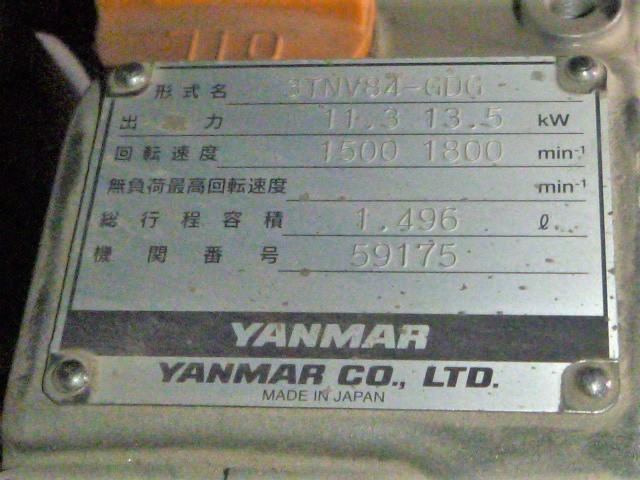 OIL
形式名 3TNV84-GDG
出力 11.3 13.5 kW
回転速度 1500 1800 min-1
無負荷最高回転速度 min-1
総行程容積 1.496 ℓ
機関番号 59175
YANMAR
YANMAR CO., LTD.
MADE IN JAPAN